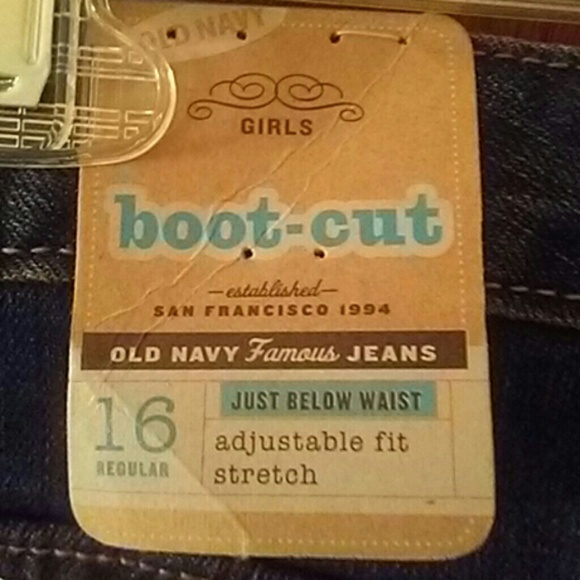 OLD NAVY
GIRLS
boot-cut
established
SAN FRANCISCO 1994
OLD NAVY Famous JEANS
16
REGULAR
JUST BELOW WAIST
adjustable fit
stretch